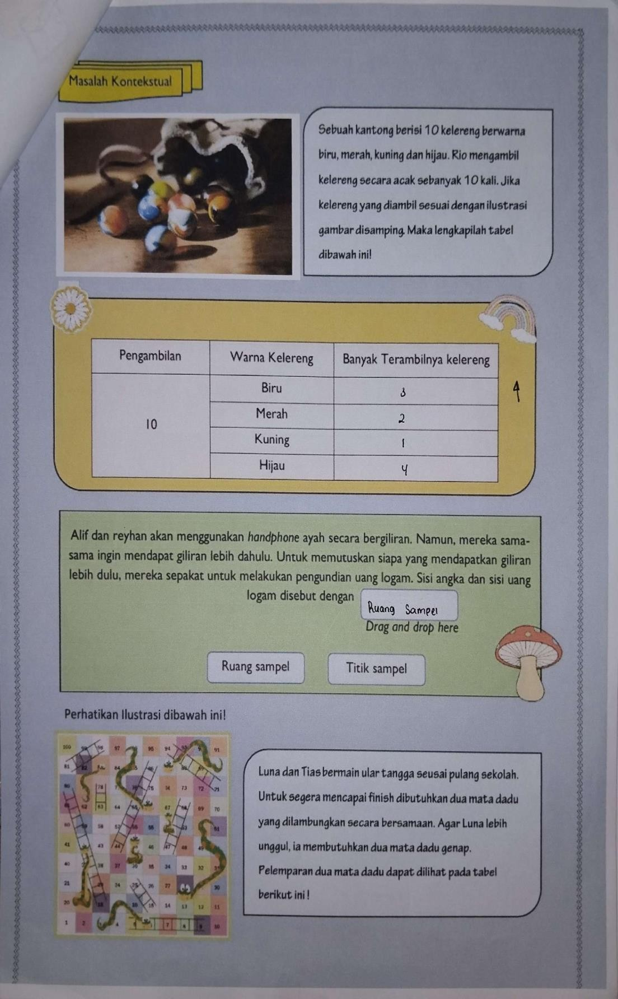 Masalah Kontekstual
Sebuah kantong berisi 10 kelereng berwarna
biru, merah, kuning dan hijau. Rio mengambil
kelereng secara acak sebanyak 10 kali. Jika
kelereng yang diambil sesuai dengan ilustrasi
gambar disamping. Maka lengkapilah tabel
dibawah ini!
Pengambilan Warna Kelereng Banyak Terambilnya kelereng
Biru 3
Merah 2
10
Kuning 1
Hijau 4
Alif dan reyhan akan menggunakan handphone ayah secara bergiliran. Namun, mereka sama-
sama ingin mendapat giliran lebih dahulu. Untuk memutuskan siapa yang mendapatkan giliran
lebih dulu, mereka sepakat untuk melakukan pengundian uang logam. Sisi angka dan sisi uang
logam disebut dengan
Ruang Sampel
Drag and drop here
Ruang sampel Titik sampel
Perhatikan Ilustrasi dibawah ini!
Luna dan Tias bermain ular tangga seusai pulang sekolah.
Untuk segera mencapai finish dibutuhkan dua mata dadu
yang dilambungkan secara bersamaan. Agar Luna lebih
unggul, ia membutuhkan dua mata dadu genap.
Pelemparan dua mata dadu dapat dilihat pada tabel
berikut ini !